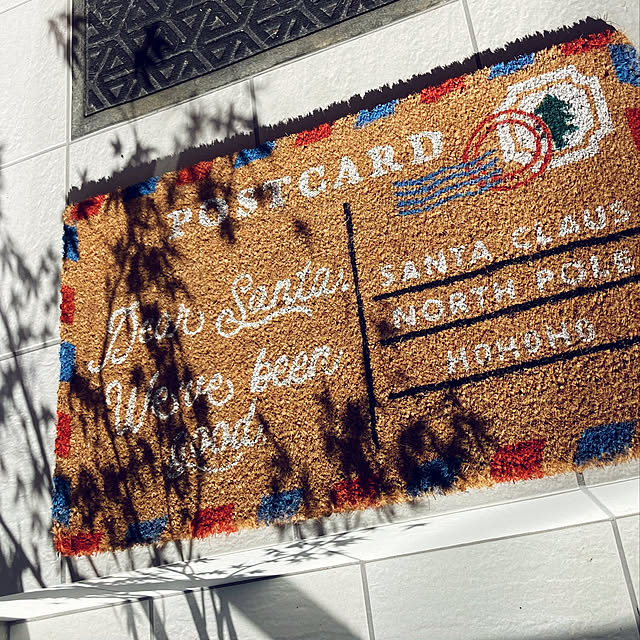 POSTCARD
Dear Santa,
We've been
good.
SANTA CLAUS
NORTH POLE
HOHOHO